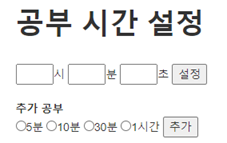 공부 시간 설정
시 분 초 설정
추가 공부
5분 10분 30분 1시간 추가